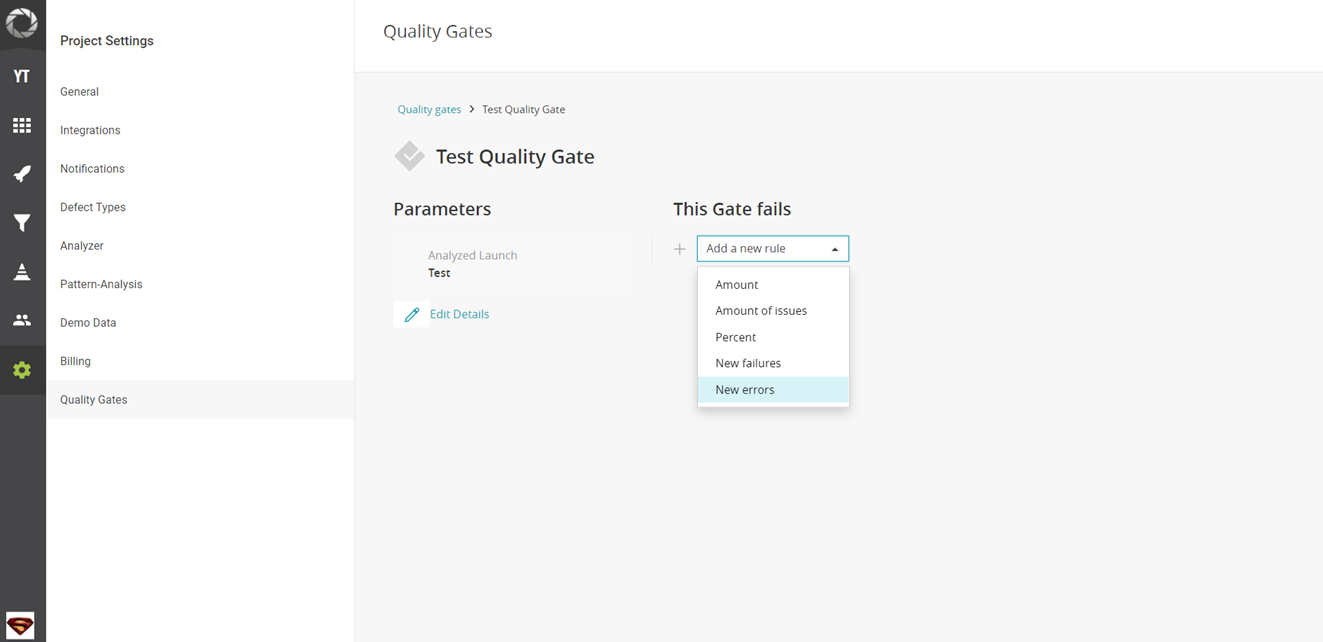 YT
Project Settings
General
Integrations
Notifications
Defect Types
Analyzer
Pattern-Analysis
Demo Data
Billing
Quality Gates
Quality Gates
Quality gates > Test Quality Gate
Test Quality Gate
Parameters
Analyzed Launch
Test
Edit Details
This Gate fails
Add a new rule
Amount
Amount of issues
Percent
New failures
New errors